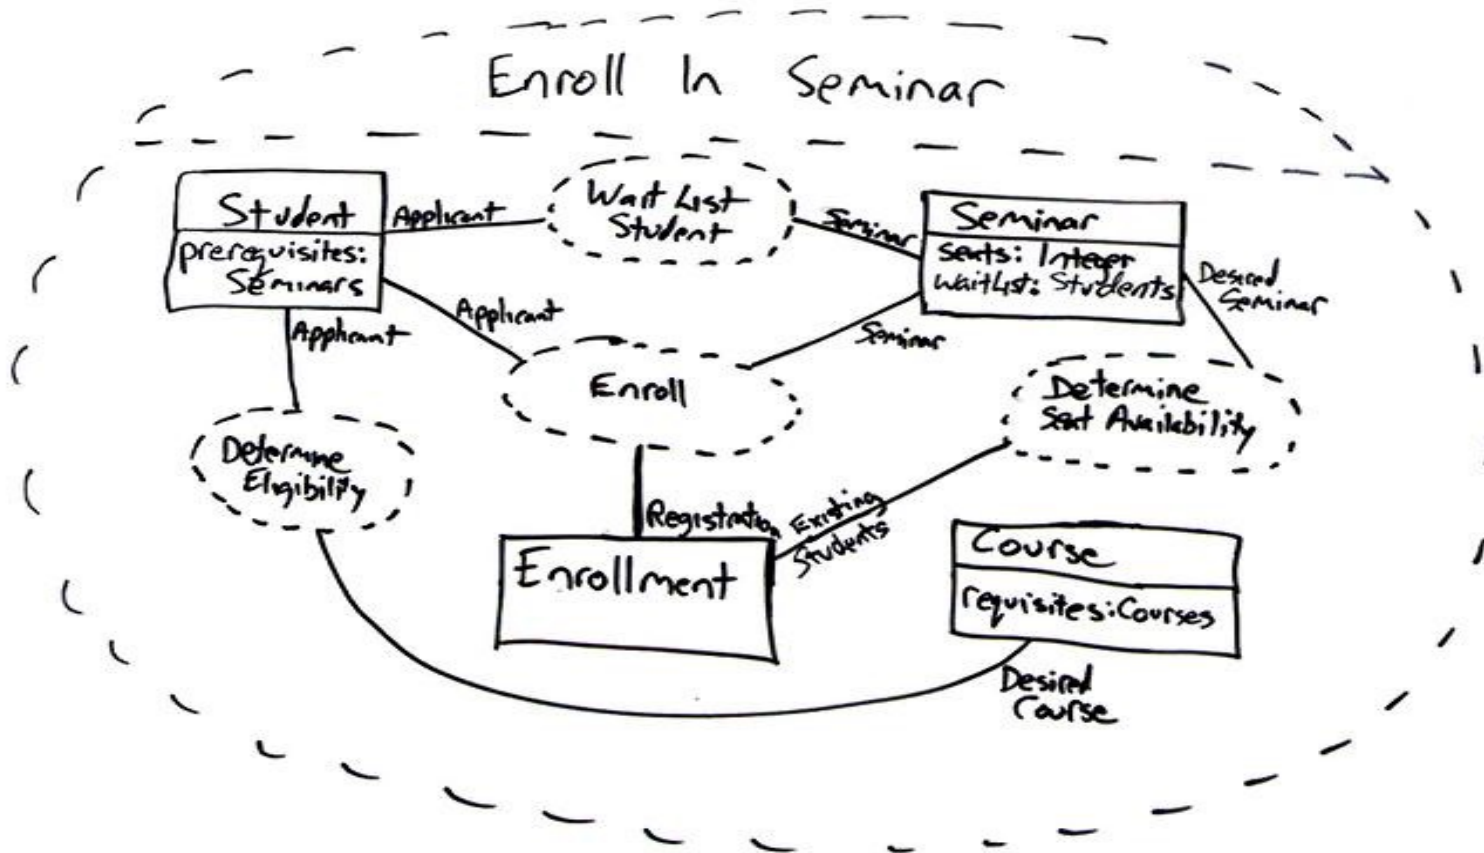 Enroll In Seminar
Student
prerequisites:
Seminars
Applicant
Wait List
Student
Seminar
Seminar
seats: Integer
waitList: Students
Desired
Seminar
Applicant
Applicant
Enroll
Seminar
Determine
Seat Availability
Determine
Eligibility
Registration
Existing
Students
Enrollment
Course
requisites: Courses
Desired
Course